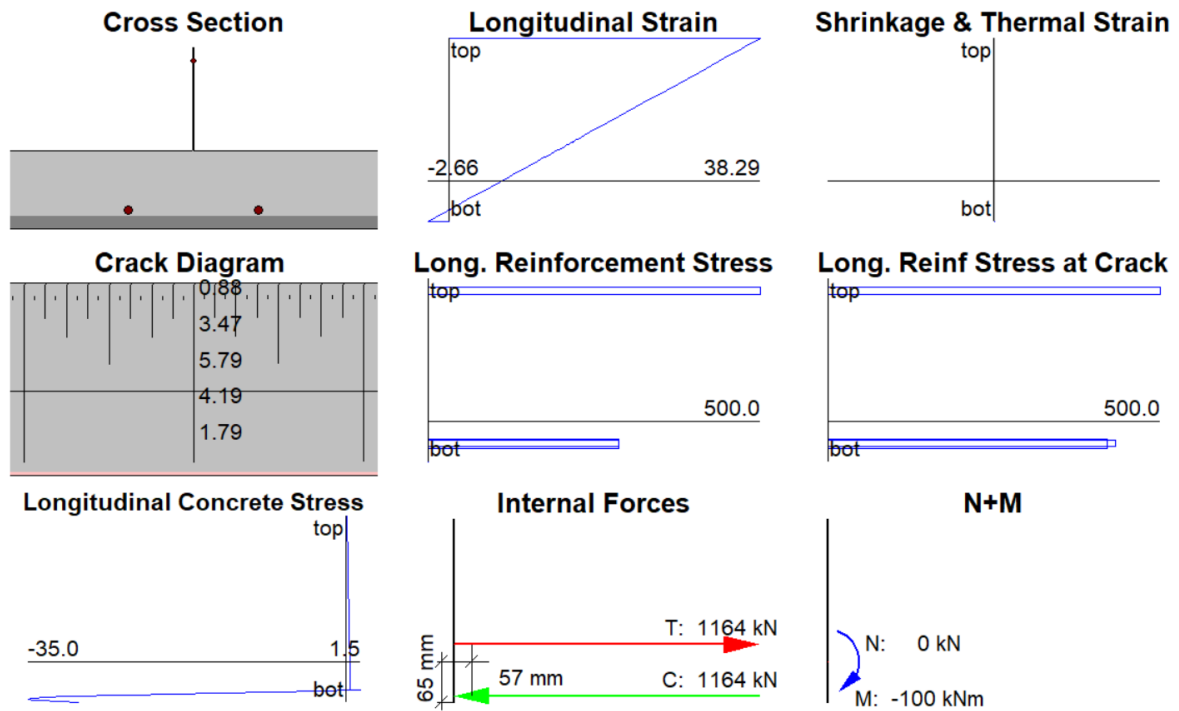 Cross Section
Longitudinal Strain
top
-2.66
38.29
bot
Shrinkage & Thermal Strain
top
bot
Crack Diagram
0.88
3.47
5.79
4.19
1.79
Long. Reinforcement Stress
top
500.0
bot
Long. Reinf Stress at Crack
top
500.0
bot
Longitudinal Concrete Stress
top
-35.0
1.5
bot
Internal Forces
T: 1164 kN
65 mm
57 mm
C: 1164 kN
N+M
N: 0 kN
M: -100 kNm